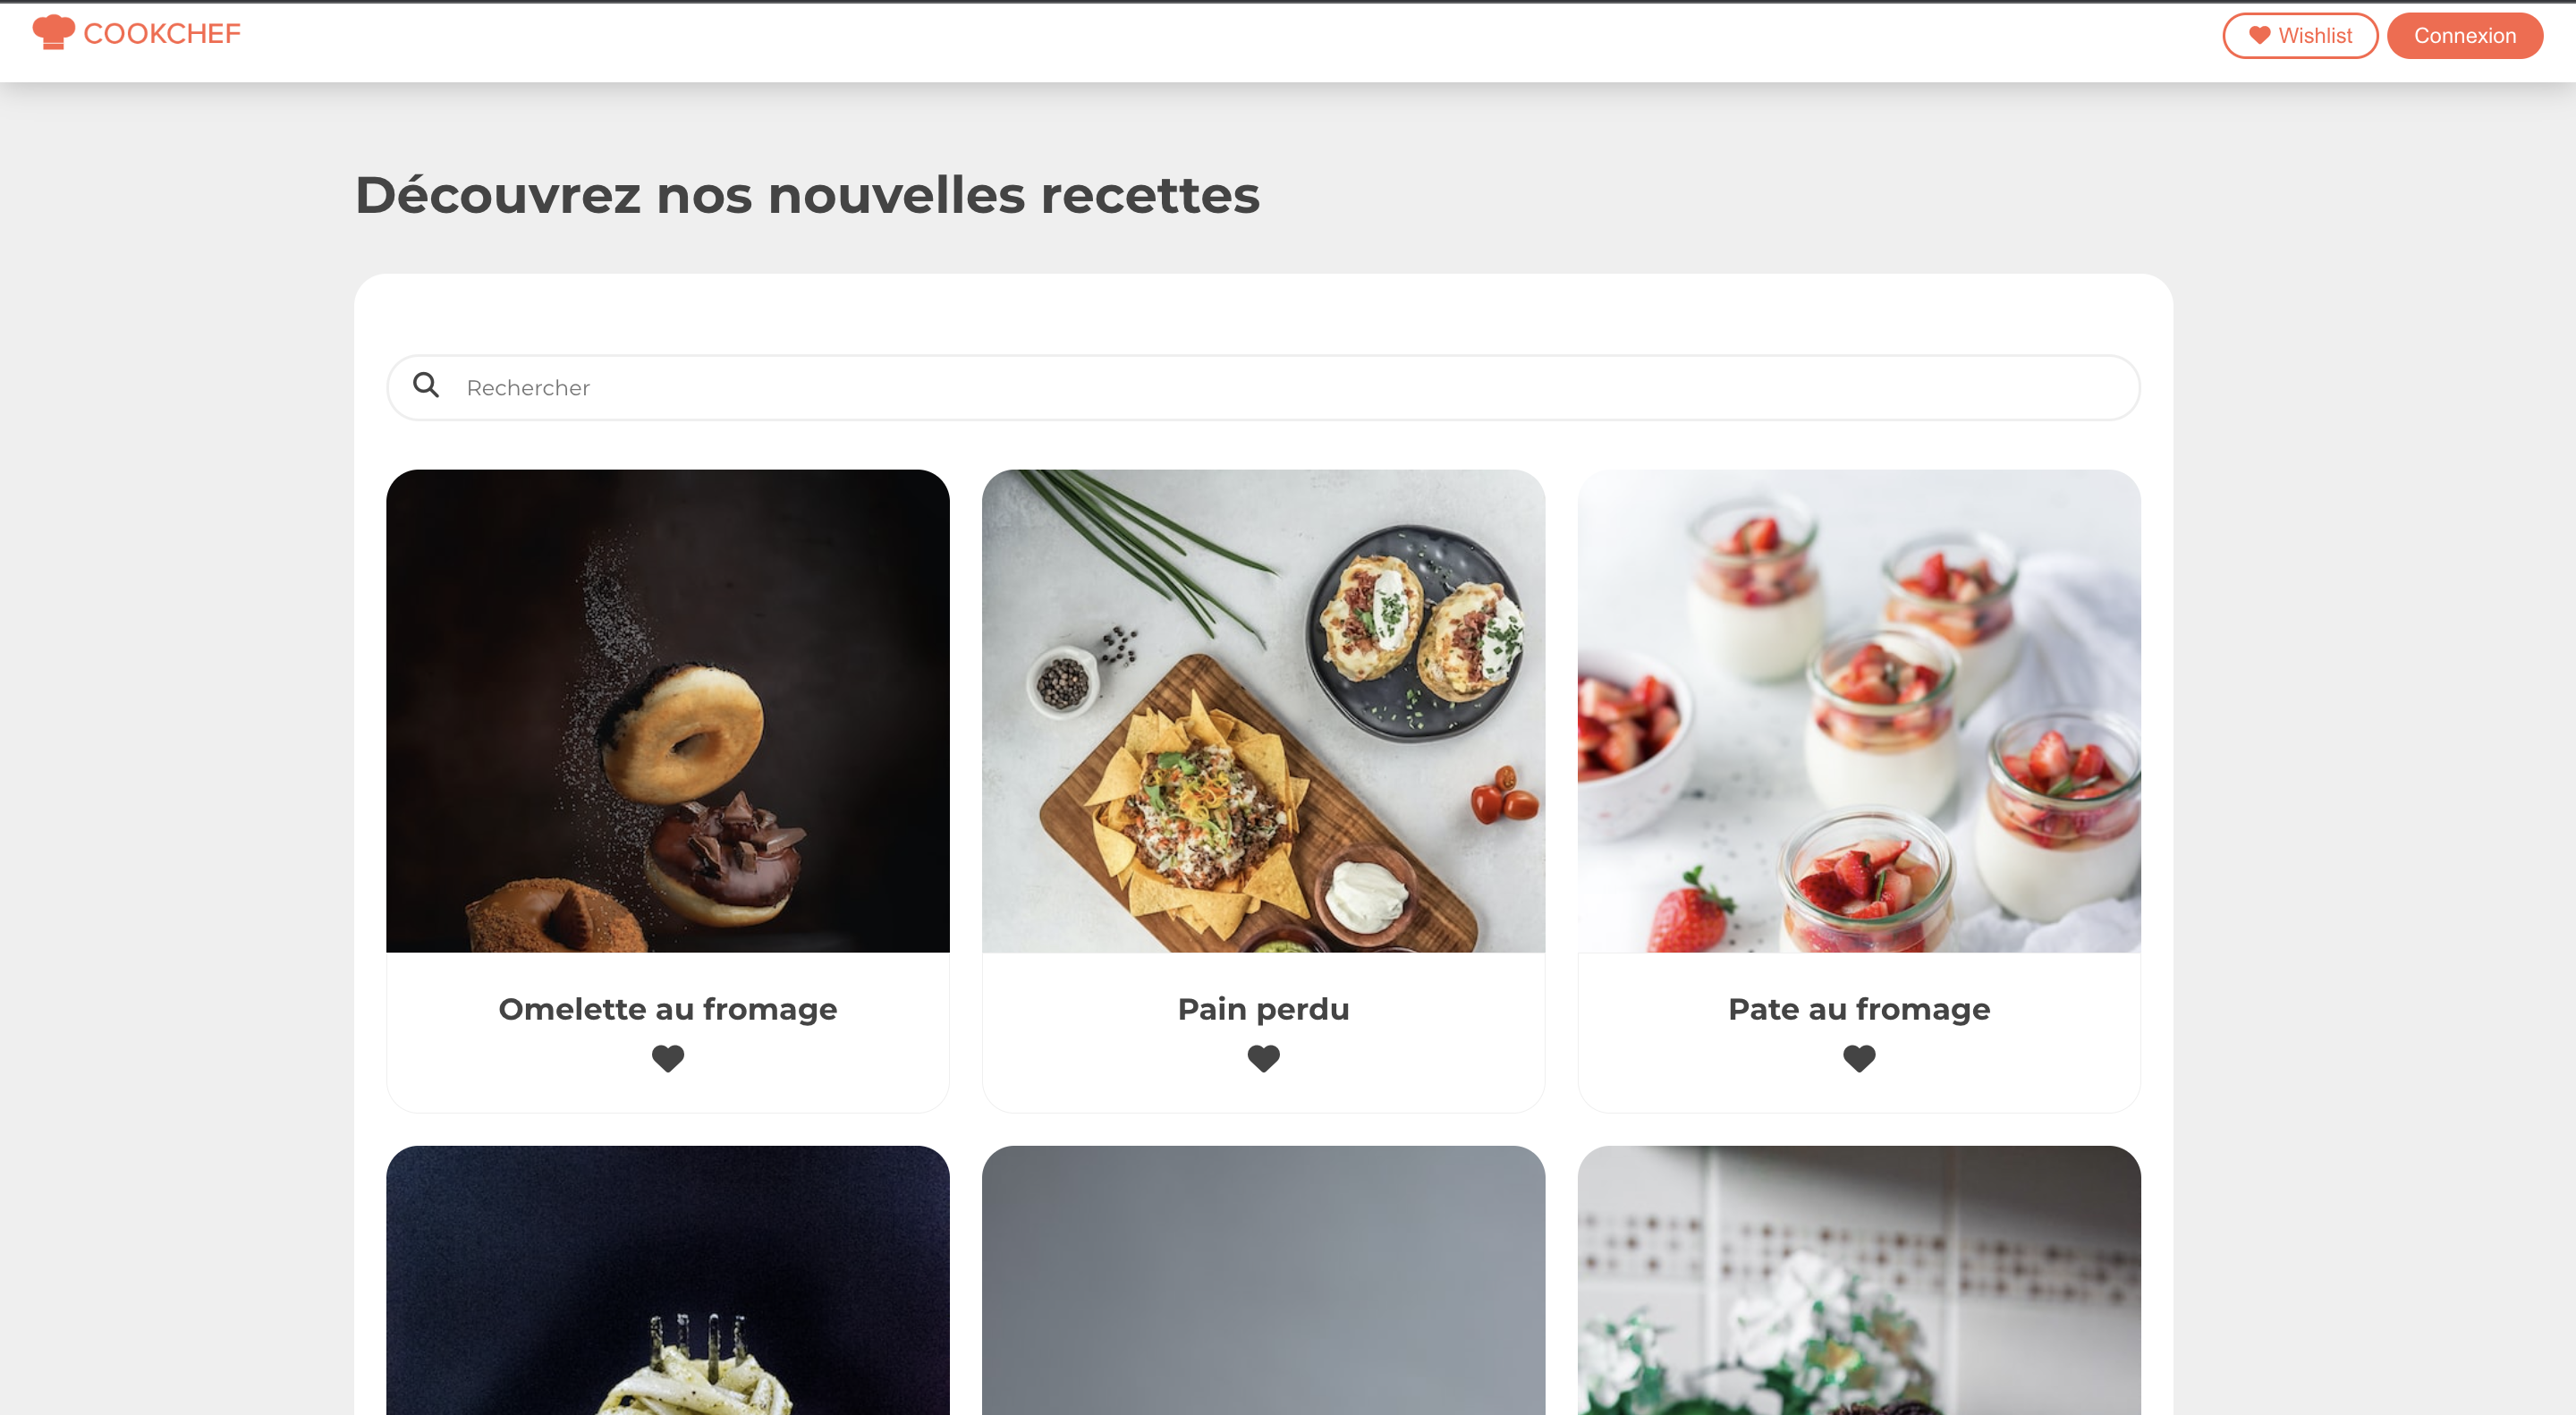 COOKCHEF
Wishlist
Connexion
Découvrez nos nouvelles recettes
Rechercher
Omelette au fromage
Pain perdu
Pate au fromage